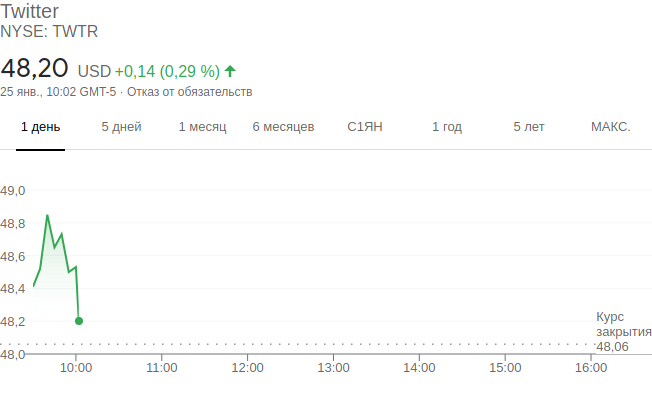 Twitter
NYSE: TWTR
48,20 USD +0,14 (0,29 %)
25 янв., 10:02 GMT-5 · Отказ от обязательств
1 день 5 дней 1 месяц 6 месяцев С1ЯН 1 год 5 лет МАКС.
49,0
48,8
48,6
48,4
48,2
48,0
Курс
закрытия
48,06
10:00 11:00 12:00 13:00 14:00 15:00 16:00